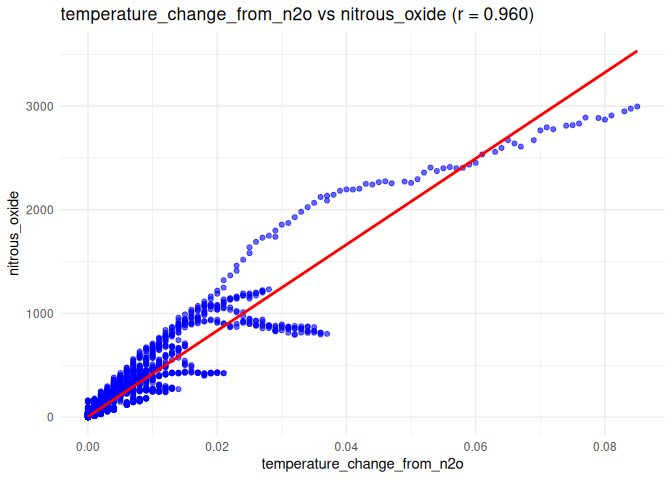 temperature_change_from_n2o vs nitrous_oxide (r = 0.960)
nitrous_oxide
3000
2000
1000
0
0.00 0.02 0.04 0.06 0.08
temperature_change_from_n2o